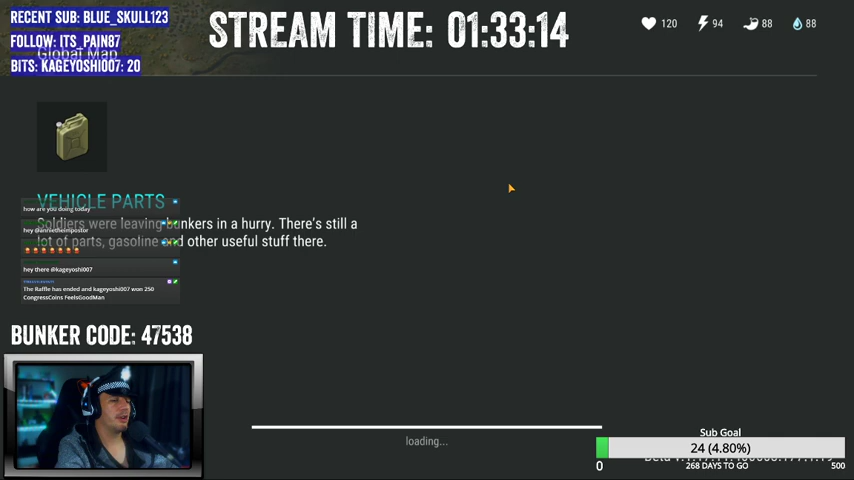 RECENT SUB: BLUE_SKULL123
FOLLOW: ITS_PAIN87
Global Map
BITS: KAGEYOSHI007: 20
STREAM TIME: 01:33:14
120
94
88
88
VEHICLE PARTS
Soldiers were leaving bunkers in a hurry. There's still a
lot of parts, gasoline and other useful stuff there.
how are you doing today
hey there @kageyoshi007
The Raffle has ended and kageyoshi007 won 250
CongressCoins FeelsGoodMan
BUNKER CODE: 47538
loading...
Sub Goal
24 (4.80%)
0
268 DAYS TO GO
500